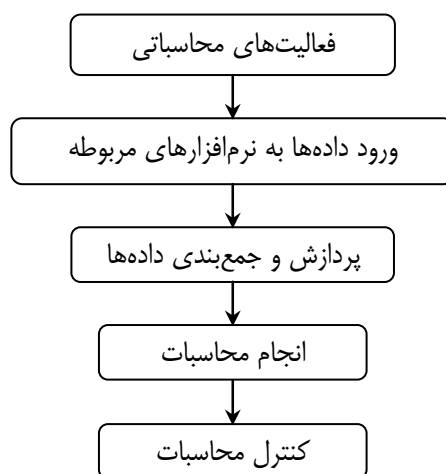 فعالیت‌های محاسباتی
ورود داده‌ها به نرم‌افزارهای مربوطه
پردازش و جمع‌بندی داده‌ها
انجام محاسبات
کنترل محاسبات